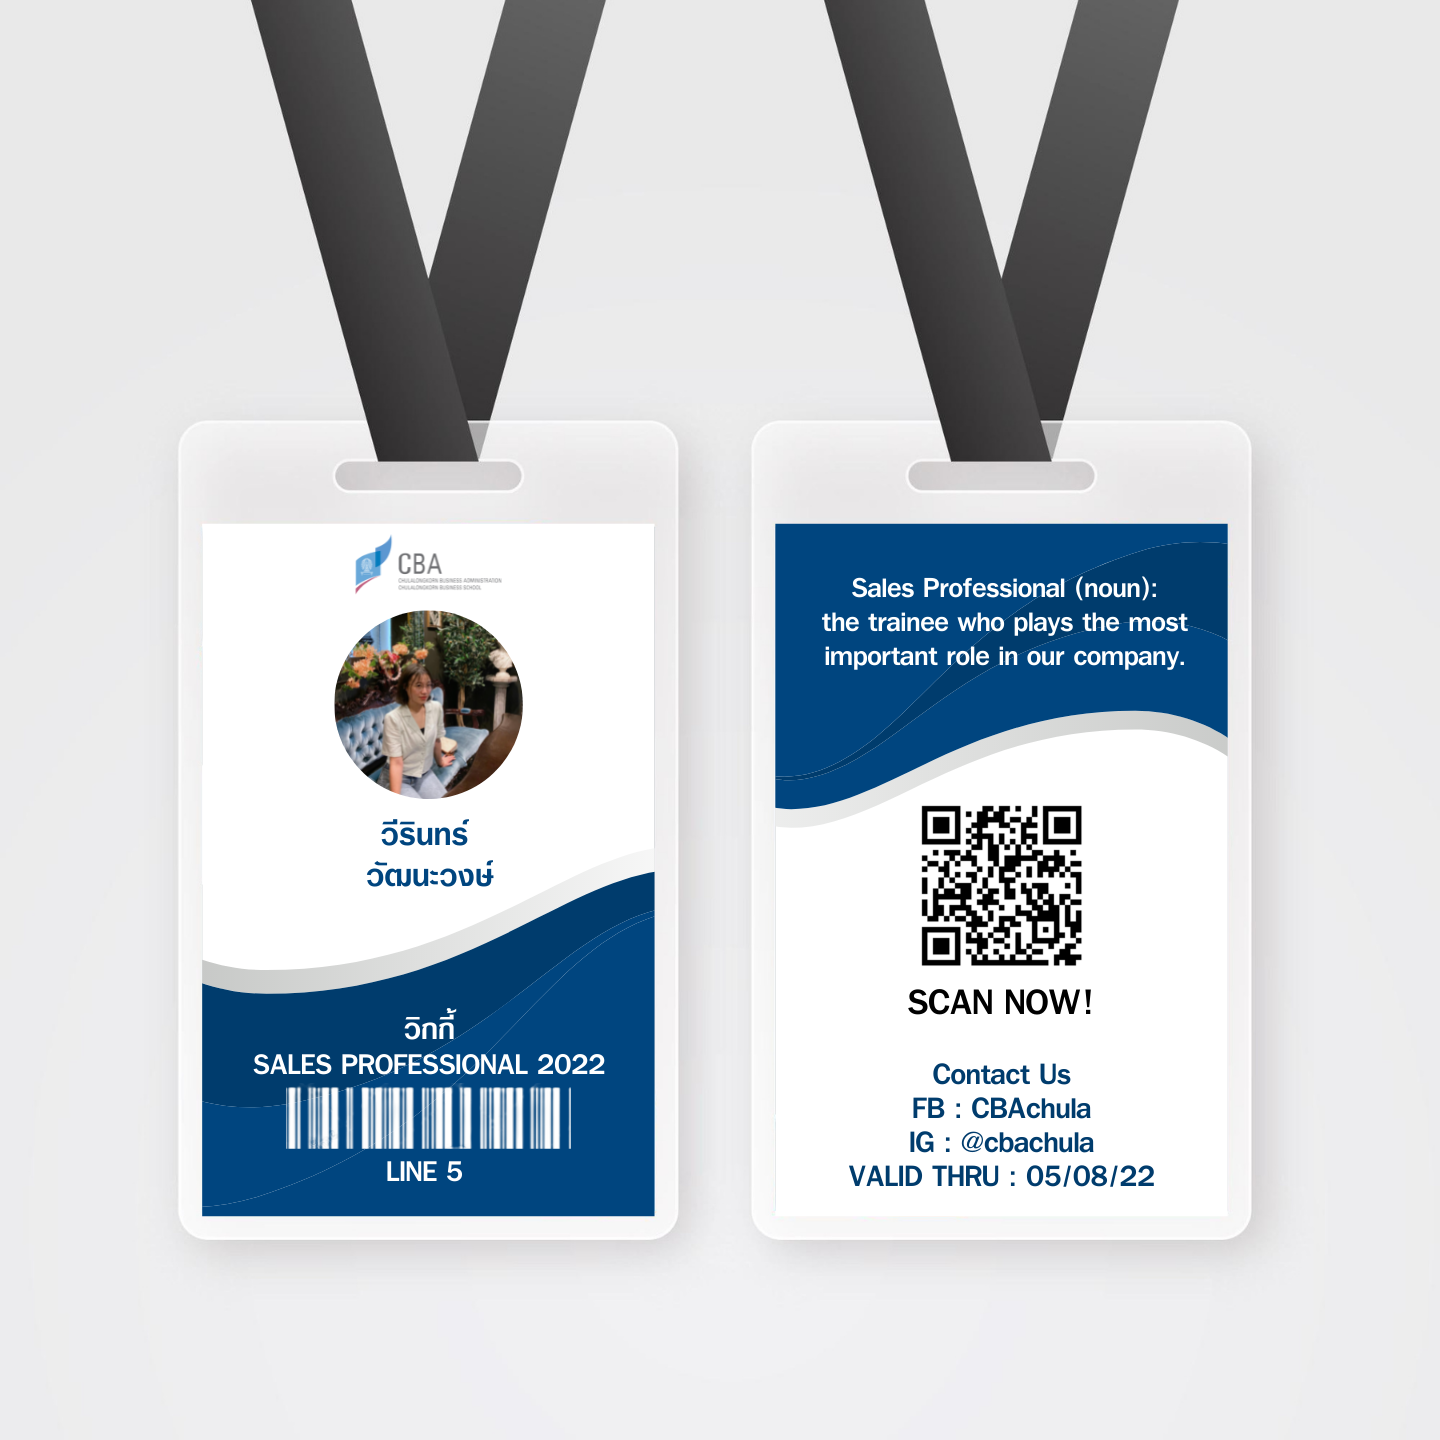 CBA
CHULALONGKORN BUSINESS ADMINISTRATION
CHULALONGKORN BUSINESS SCHOOL
วีรินทร์
วัฒนะวงษ์
วิกกี้
SALES PROFESSIONAL 2022
LINE 5
Sales Professional (noun):
the trainee who plays the most
important role in our company.
SCAN NOW!
Contact Us
FB : CBAchula
IG : @cbachula
VALID THRU : 05/08/22